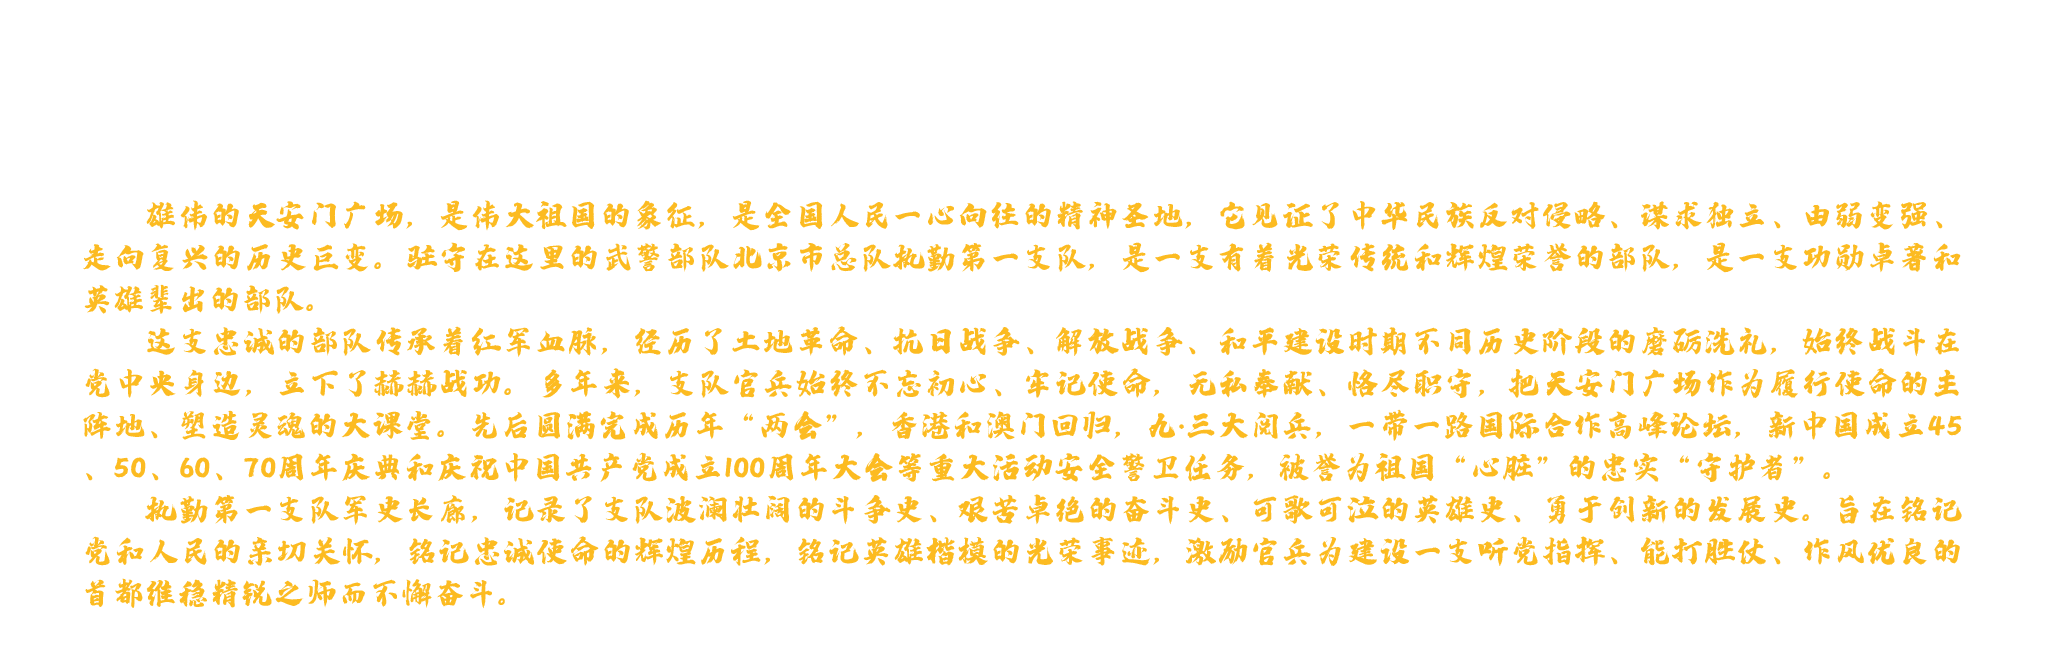 雄伟的天安门广场，是伟大祖国的象征，是全国人民一心向往的精神圣地，它见证了中华民族反对侵略、谋求独立、由弱变强、
走向复兴的历史巨变。驻守在这里的武警部队北京市总队执勤第一支队，是一支有着光荣传统和辉煌荣誉的部队，是一支功勋卓著和
英雄辈出的部队。
这支忠诚的部队传承着红军血脉，经历了土地革命、抗日战争、解放战争、和平建设时期不同历史阶段的磨砺洗礼，始终战斗在
党中央身边，立下了赫赫战功。多年来，支队官兵始终不忘初心、牢记使命，无私奉献、恪尽职守，把天安门广场作为履行使命的主
阵地、塑造灵魂的大课堂。先后圆满完成历年“两会”，香港和澳门回归，九·三大阅兵，一带一路国际合作高峰论坛，新中国成立45
、50、60、70周年庆典和庆祝中国共产党成立100周年大会等重大活动安全警卫任务，被誉为祖国“心脏”的忠实“守护者”。
执勤第一支队军史长廊，记录了支队波澜壮阔的斗争史、艰苦卓绝的奋斗史、可歌可泣的英雄史、勇于创新的发展史。旨在铭记
党和人民的亲切关怀，铭记忠诚使命的辉煌历程，铭记英雄楷模的光荣事迹，激励官兵为建设一支听党指挥、能打胜仗、作风优良的
首都维稳精锐之师而不懈奋斗。